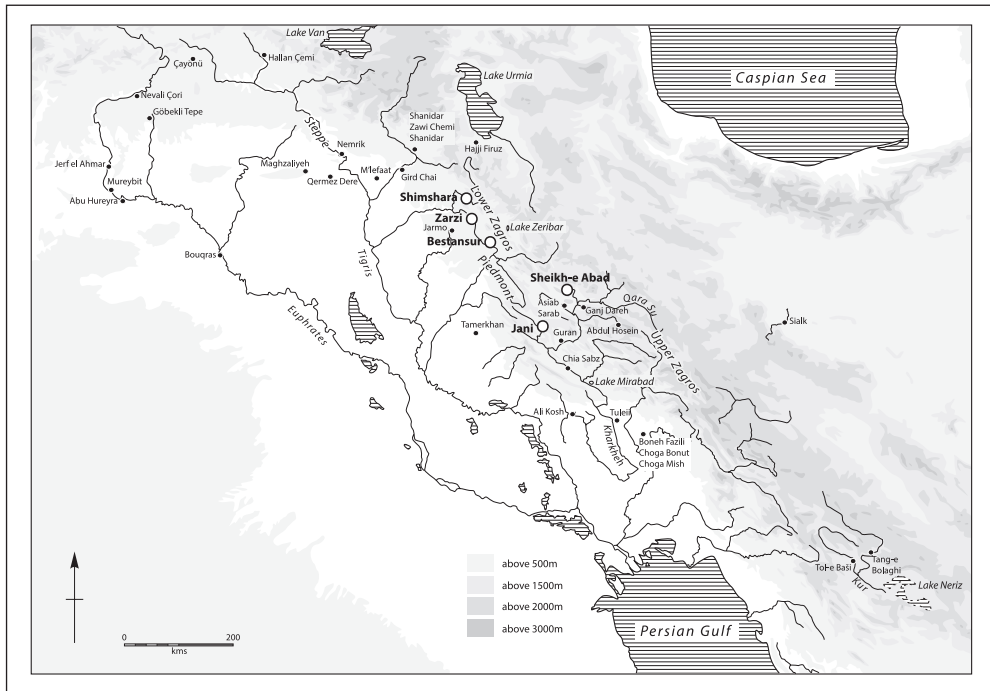 Lake Van
Hallan Çemi
Çayönü
Caspian Sea
Lake Urmia
Nevali Çori
Göbekli Tepe
Steppe
Shanidar
Zawi Chemi
Shanidar
Hajji Firuz
Nemrik
Jerf el Ahmar
Maghzaliyeh
Qermez Dere
M'lefaat
Gird Chai
Mureybit
Abu Hureyra
Shimshara
Lower Zagros
Zarzi
Jarmo
Lake Zeribar
Bestansur
Bouqras
Tigris
Piedmont
Sheikh-e Abad
Euphrates
Asiab
Sarab
Ganj Dareh
Qara Su
Jani
Guran
Abdul Hosein
Sialk
Tamerkhan
Upper Zagros
Chia Sabz
Lake Mirabad
Ali Kosh
Tuleii
Kharkheh
Boneh Fazili
Choga Bonut
Choga Mish
above 500m
above 1500m
above 2000m
above 3000m
Tol-e Baši
Tang-e
Bolaghi
Kur
Lake Neriz
Persian Gulf
0 200
kms